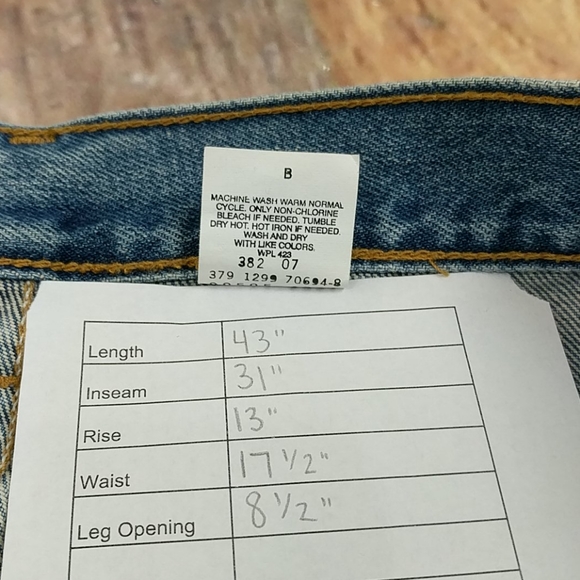 B
MACHINE WASH WARM NORMAL
CYCLE. ONLY NON-CHLORINE
BLEACH IF NEEDED. TUMBLE
DRY HOT. HOT IRON IF NEEDED.
WASH AND DRY
WITH LIKE COLORS.
WPL 423
382 07
379 1299 70694-8
Length 43"
Inseam 31"
Rise 13"
Waist 17 1/2"
Leg Opening 8 1/2"